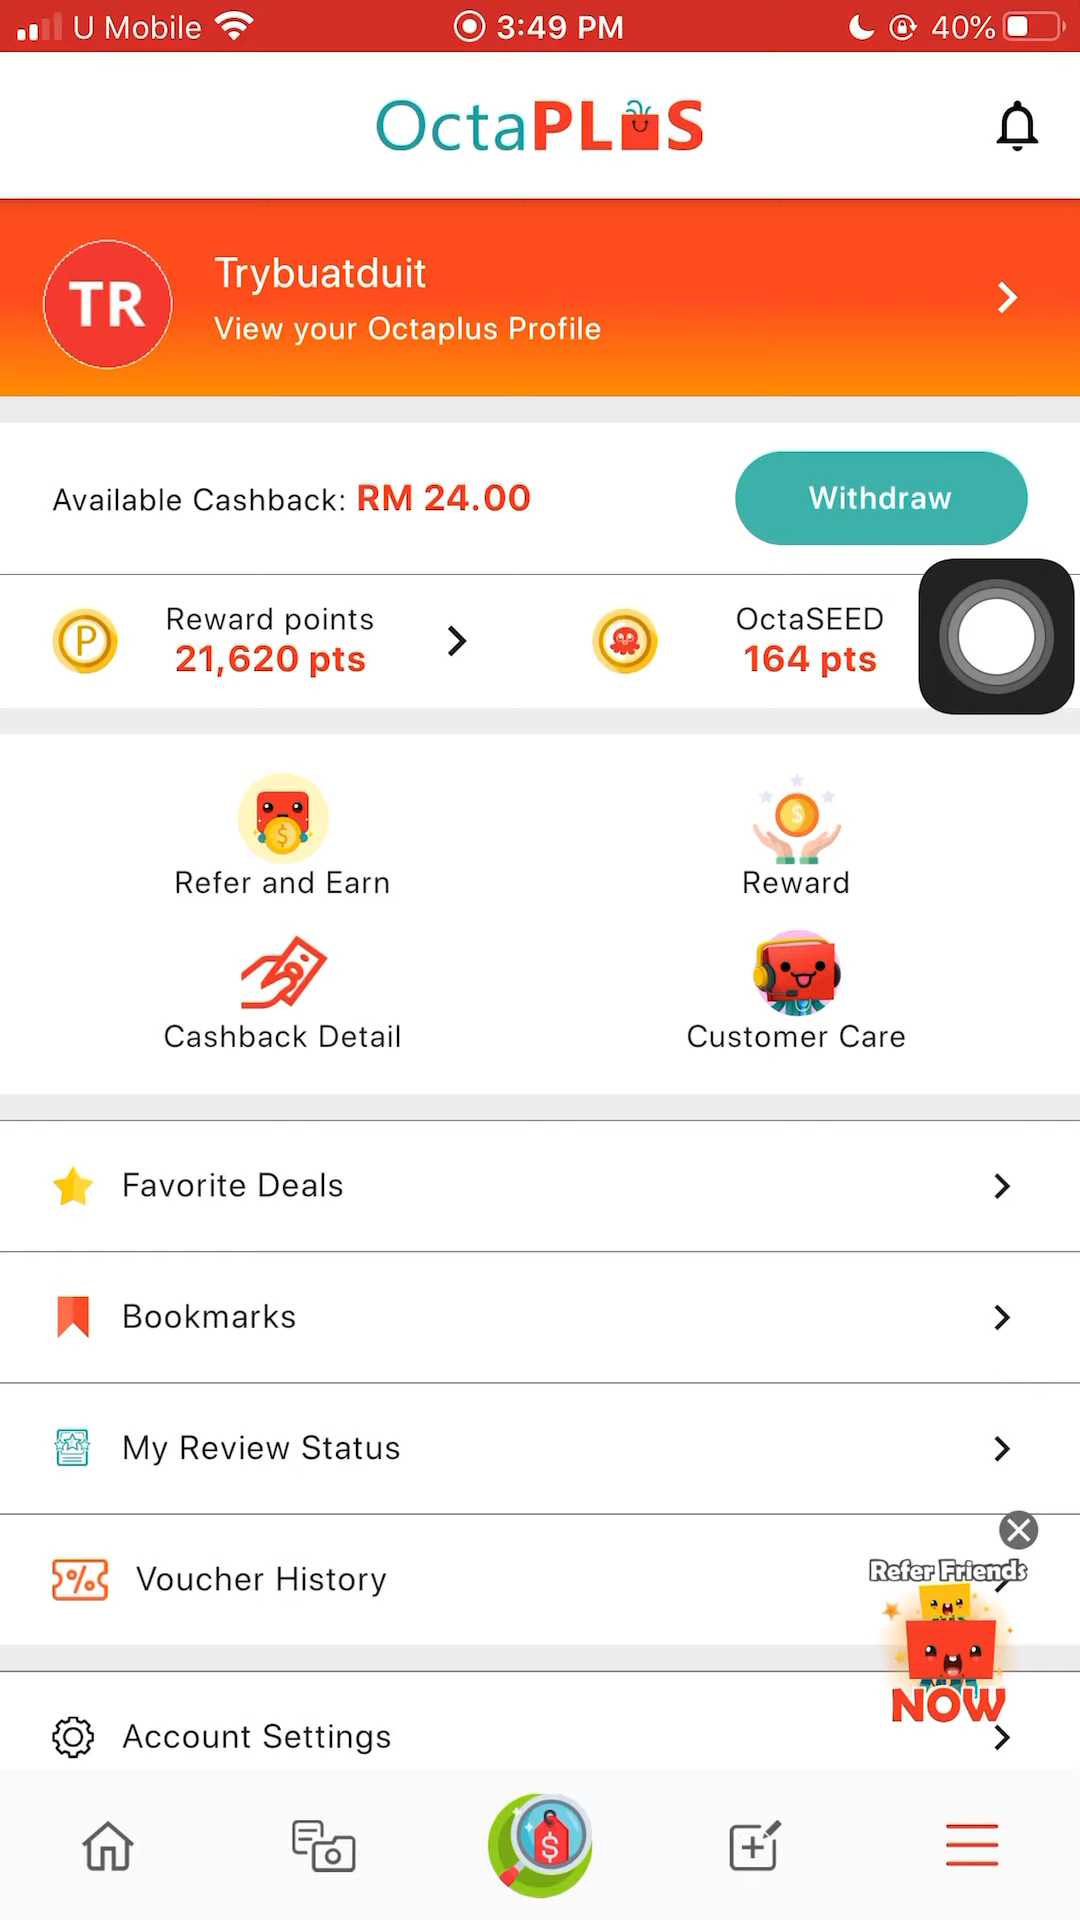 U Mobile 3:49 PM 40%
OctaPLUS
TR
Trybuatduit
View your Octaplus Profile
Available Cashback: RM 24.00
Withdraw
P
Reward points
21,620 pts
OctaSEED
164 pts
Refer and Earn
Reward
Cashback Detail
Customer Care
Favorite Deals
Bookmarks
My Review Status
Voucher History
Refer Friends
NOW
Account Settings